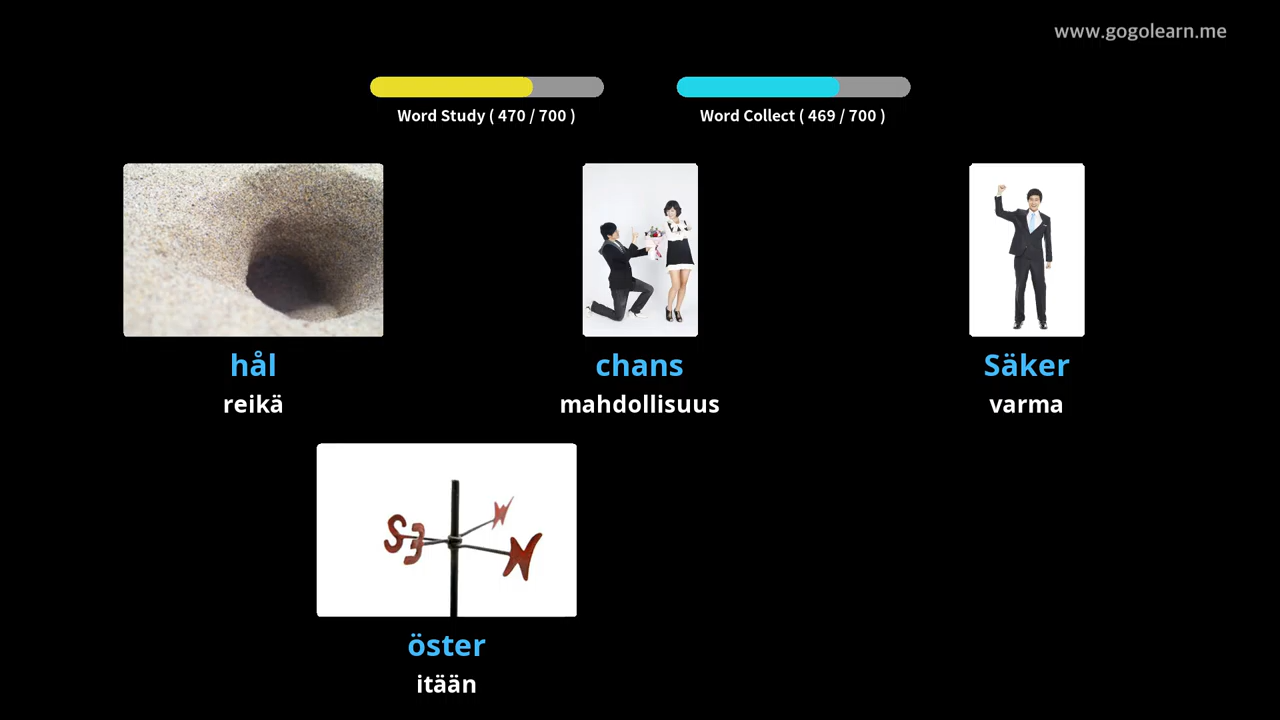 www.gogolearn.me
Word Study ( 470 / 700 )
Word Collect ( 469 / 700 )
hål
chans
Säker
reikä
mahdollisuus
varma
S
öster
itään